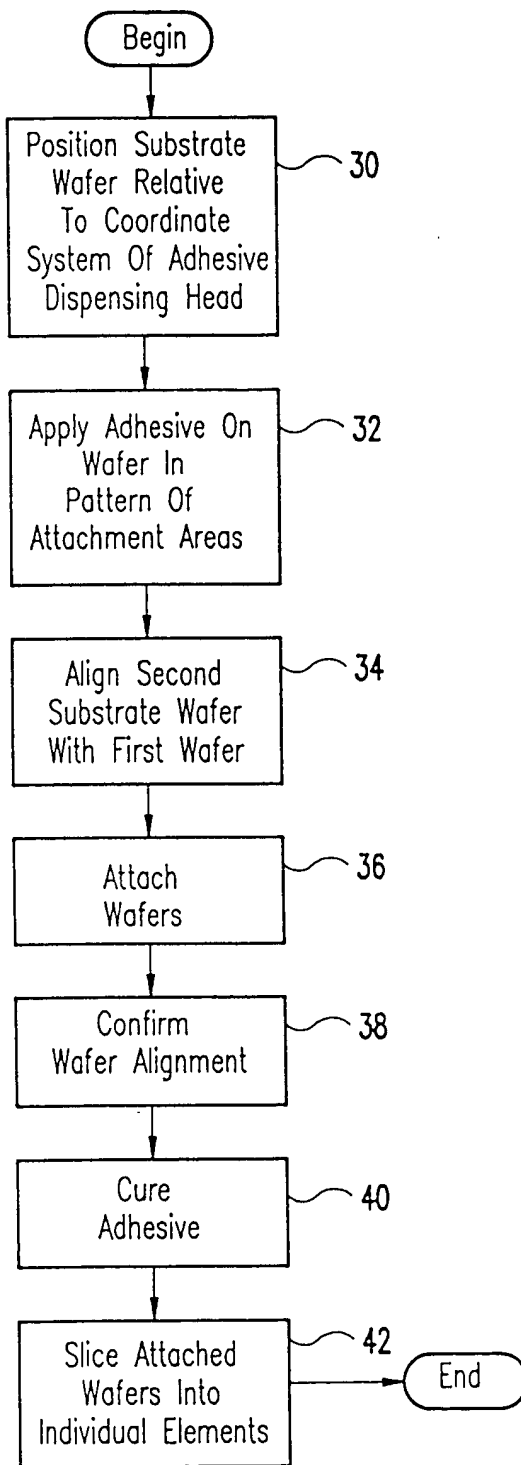 Begin
Position Substrate
Wafer Relative
To Coordinate
System Of Adhesive
Dispensing Head
30
Apply Adhesive On
Wafer In
Pattern Of
Attachment Areas
32
Align Second
Substrate Wafer
With First Wafer
34
Attach
Wafers
36
Confirm
Wafer Alignment
38
Cure
Adhesive
40
Slice Attached
Wafers Into
Individual Elements
42
End